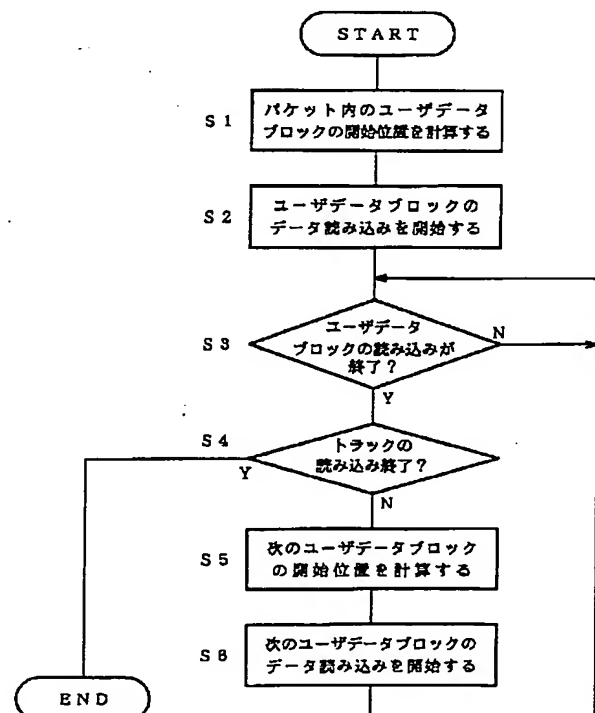 START
S1
パケット内のユーザデータ
ブロックの開始位置を計算する
S2
ユーザデータブロックの
データ読み込みを開始する
S3
ユーザデータ
ブロックの読み込みが
終了?
N
Y
S4
トラックの
読み込み終了?
Y
N
S5
次のユーザデータブロック
の開始位置を計算する
S6
次のユーザデータブロックの
データ読み込みを開始する
END